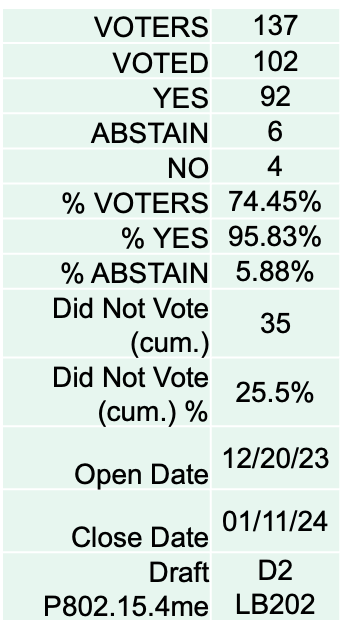 VOTERS 137
VOTED 102
YES 92
ABSTAIN 6
NO 4
% VOTERS 74.45%
% YES 95.83%
% ABSTAIN 5.88%
Did Not Vote
(cum.) 35
Did Not Vote
(cum.) % 25.5%
Open Date 12/20/23
Close Date 01/11/24
Draft D2
P802.15.4me LB202